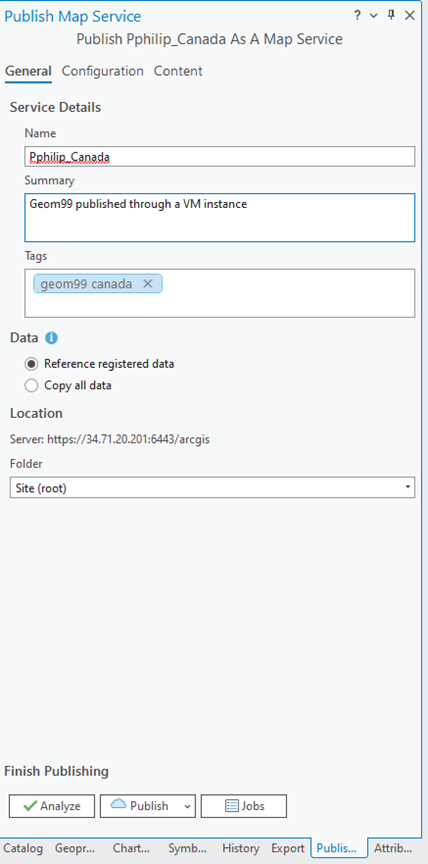 Publish Map Service
Publish Pphilip_Canada As A Map Service
General Configuration Content
Service Details
Name
Pphilip_Canada
Summary
Geom99 published through a VM instance
Tags
geom99 canada
Data
Reference registered data
Copy all data
Location
Server: https://34.71.20.201:6443/arcgis
Folder
Site (root)
Finish Publishing
Analyze Publish Jobs
Catalog Geopr... Chart... Symb... History Export Publis... Attrib...